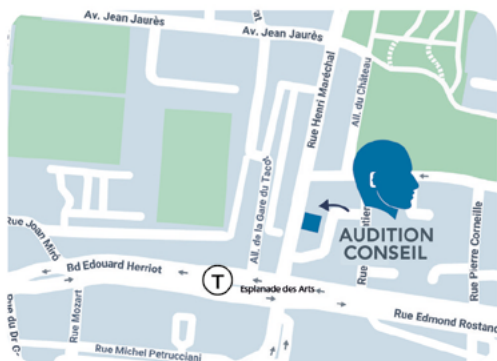 Av. Jean Jaurès
Av. Jean Jaurès
Rue Henri Maréchal
All. du Château
All. de la Gare du Taco
Rue Joan Miró
Bd Edouard Herriot
Rue Mozart
T
Esplanade des Arts
AUDITION
CONSEIL
Rue
Rue Pierre Corneille
Rue Edmond Rostand
Rue Michel Petrucciani